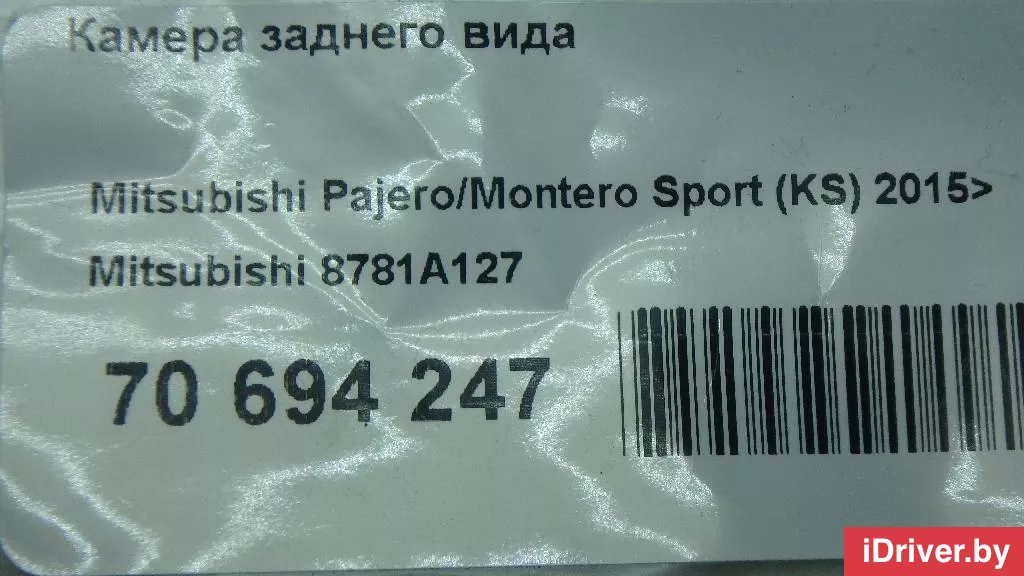 Камера заднего вида
Mitsubishi Pajero/Montero Sport (KS) 2015>
Mitsubishi 8781A127
70 694 247
iDriver.by